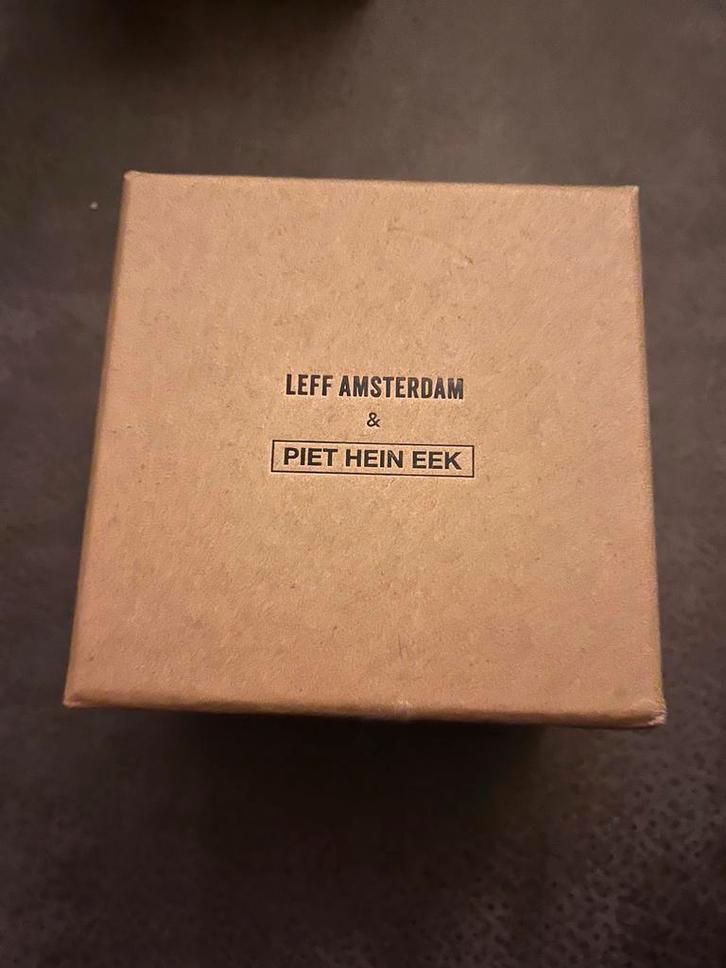 LEFF AMSTERDAM
&
PIET HEIN EEK